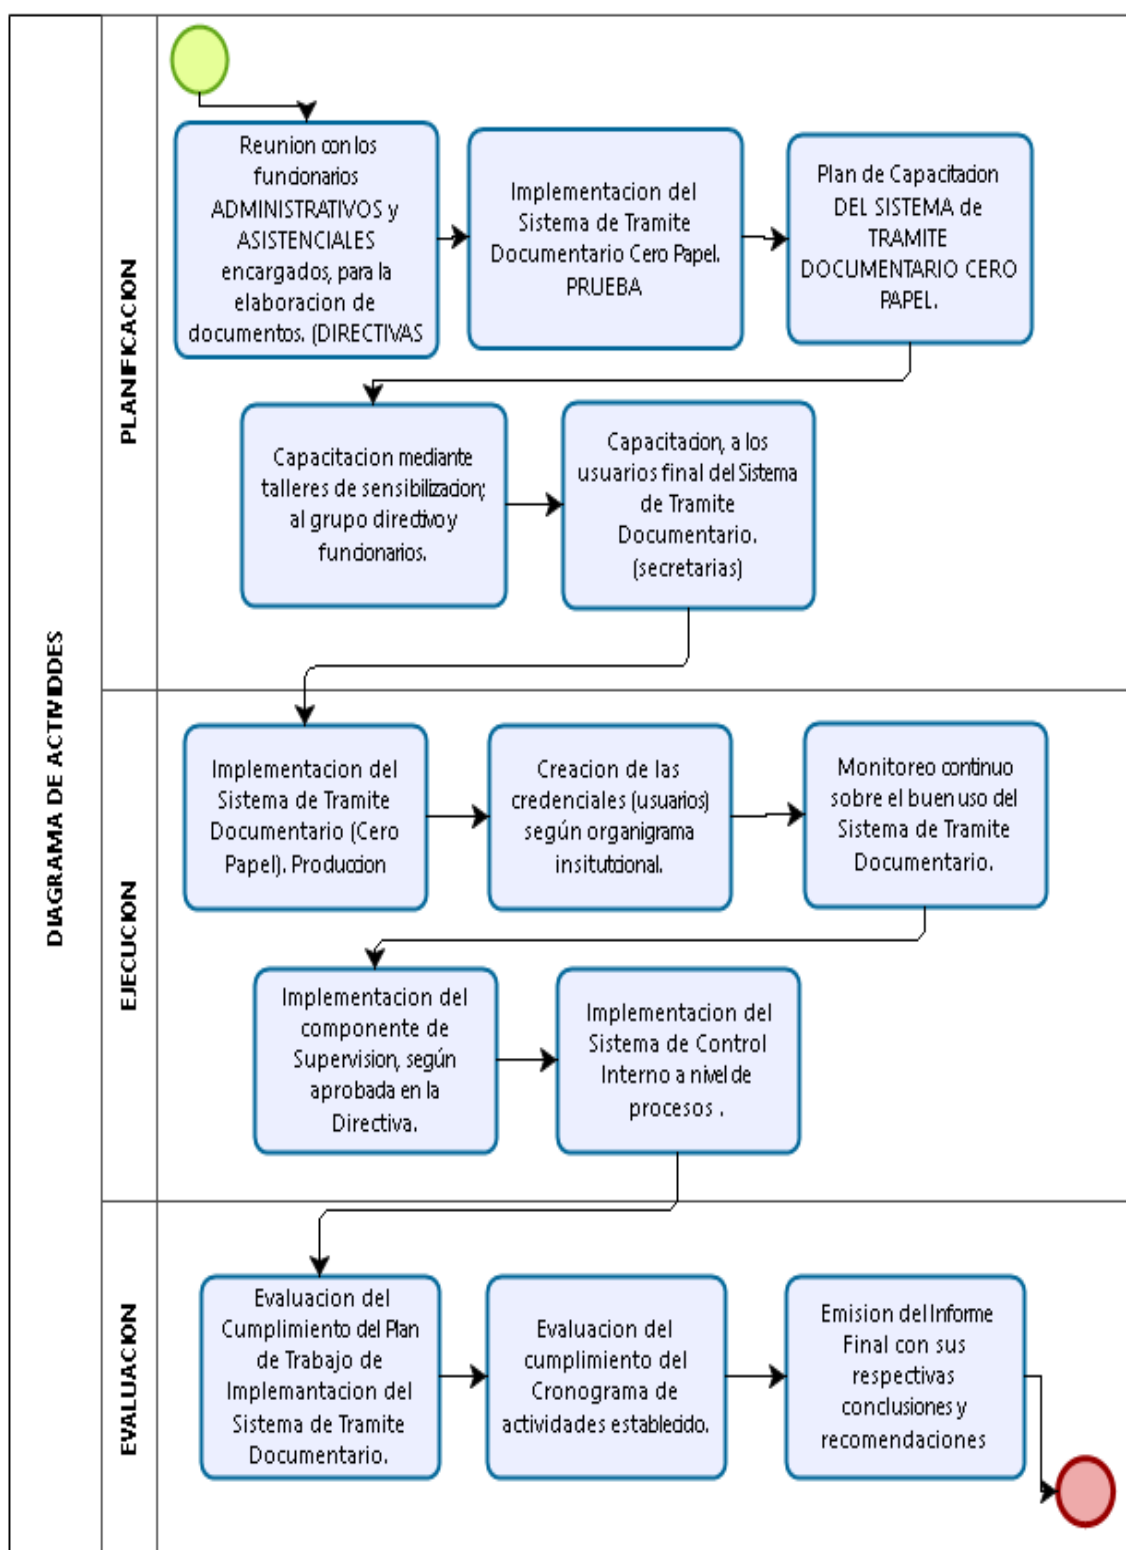 DIAGRAMA DE ACTIVIDDES
PLANIFICACION
Reunion con los
funcionarios
ADMINISTRATIVOS y
ASISTENCIALES
encargados, para la
elaboracion de
documentos. (DIRECTIVAS
Implementacion del
Sistema de Tramite
Documentario Cero Papel.
PRUEBA
Plan de Capacitacion
DEL SISTEMA de
TRAMITE
DOCUMENTARIO CERO
PAPEL.
Capacitacion mediante
talleres de sensibilizacion;
al grupo directivo y
funcionarios.
Capacitacion, a los
usuarios final del Sistema
de Tramite
Documentario.
(secretarias)
EJECUCION
Implementacion del
Sistema de Tramite
Documentario (Cero
Papel). Produccion
Creacion de las
credenciales (usuarios)
según organigrama
insitutcional.
Monitoreo continuo
sobre el buen uso del
Sistema de Tramite
Documentario.
Implementacion del
componente de
Supervision, según
aprobada en la
Directiva.
Implementacion del
Sistema de Control
Interno a nivel de
procesos .
EVALUACION
Evaluacion del
Cumplimiento del Plan
de Trabajo de
Implemantacion del
Sistema de Tramite
Documentario.
Evaluacion del
cumplimiento del
Cronograma de
actividades establecido.
Emision del Informe
Final con sus
respectivas
conclusiones y
recomendaciones